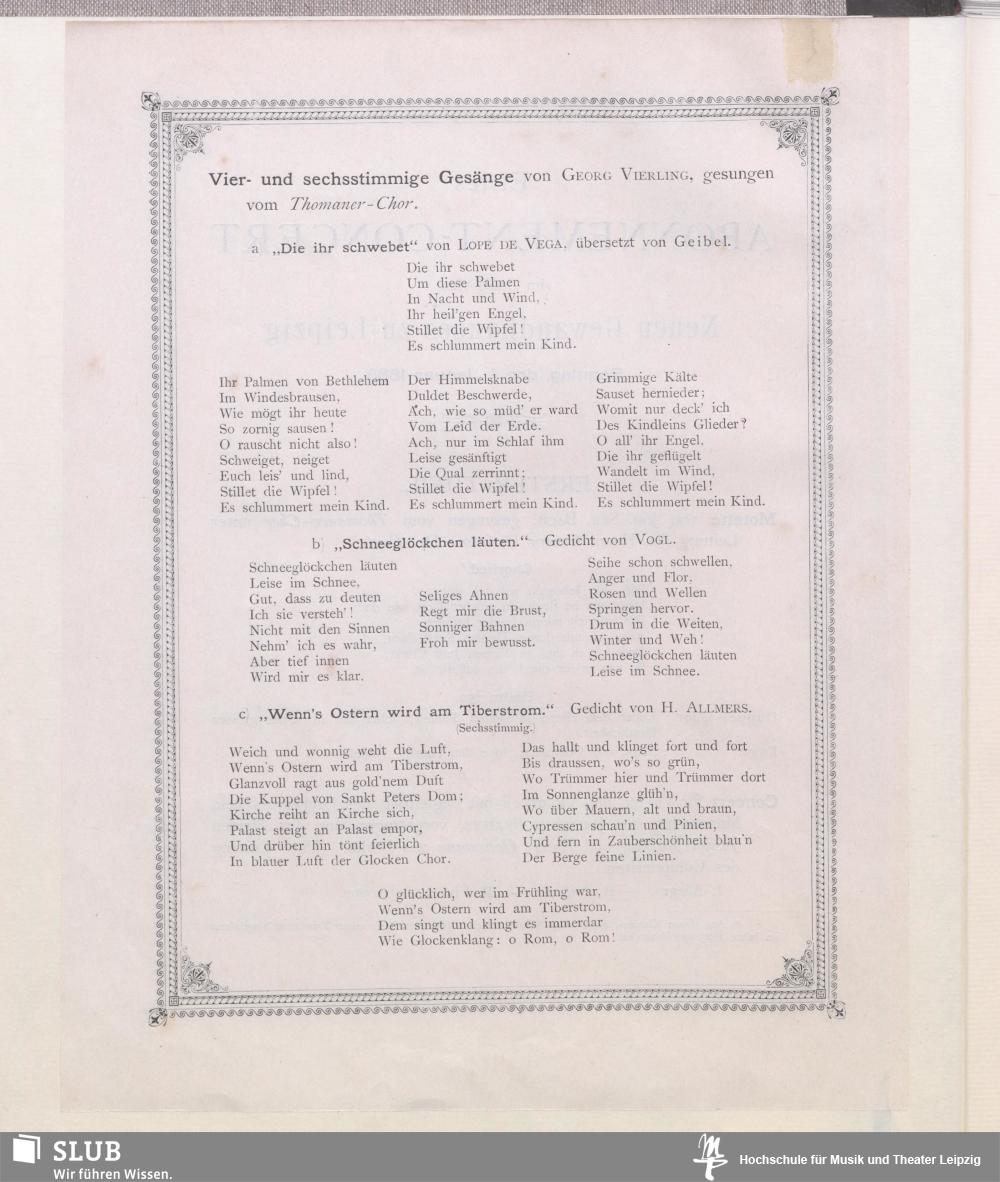 Vier- und sechsstimmige Gesänge von GEORG VIERLING, gesungen
vom Thomaner-Chor.
a „Die ihr schwebet“ von LOPE DE VEGA, übersetzt von Geibel.
Die ihr schwebet
Um diese Palmen
In Nacht und Wind,
Ihr heil'gen Engel,
Stillet die Wipfel!
Es schlummert mein Kind.
Ihr Palmen von Bethlehem
Im Windesbrausen,
Wie mögt ihr heute
So zornig sausen!
O rauscht nicht also!
Schweiget, neiget
Euch leis' und lind,
Stillet die Wipfel!
Es schlummert mein Kind.
Der Himmelsknabe
Duldet Beschwerde,
Ach, wie so müd' er ward
Vom Leid der Erde.
Ach, nur im Schlaf ihm
Leise gesänftigt
Die Qual zerrinnt;
Stillet die Wipfel!
Es schlummert mein Kind.
Grimmige Kälte
Sauset hernieder;
Womit nur deck' ich
Des Kindleins Glieder?
O all' ihr Engel,
Die ihr geflügelt
Wandelt im Wind,
Stillet die Wipfel!
Es schlummert mein Kind.
b) „Schneeglöckchen läuten.“ Gedicht von VOGL.
Schneeglöckchen läuten
Leise im Schnee,
Gut, dass zu deuten
Ich sie versteh'!
Nicht mit den Sinnen
Nehm' ich es wahr,
Aber tief innen
Wird mir es klar.
Seliges Ahnen
Regt mir die Brust,
Sonniger Bahnen
Froh mir bewusst.
Seihe schon schwellen,
Anger und Flor.
Rosen und Wellen
Springen hervor.
Drum in die Weiten,
Winter und Weh!
Schneeglöckchen läuten
Leise im Schnee.
c) „Wenn's Ostern wird am Tiberstrom.“ Gedicht von H. ALLMERS.
(Sechsstimmig.)
Weich und wonnig weht die Luft,
Wenn's Ostern wird am Tiberstrom,
Glanzvoll ragt aus gold'nem Duft
Die Kuppel von Sankt Peters Dom;
Kirche reiht an Kirche sich,
Palast steigt an Palast empor,
Und drüber hin tönt feierlich
In blauer Luft der Glocken Chor.
Das hallt und klinget fort und fort
Bis draussen, wo's so grün,
Wo Trümmer hier und Trümmer dort
Im Sonnenglanze glüh'n,
Wo über Mauern, alt und braun,
Cypressen schau'n und Pinien,
Und fern in Zauberschönheit blau'n
Der Berge feine Linien.
O glücklich, wer im Frühling war,
Wenn's Ostern wird am Tiberstrom,
Dem singt und klingt es immerdar
Wie Glockenklang: o Rom, o Rom!
SLUB
Wir führen Wissen.
Hochschule für Musik und Theater Leipzig